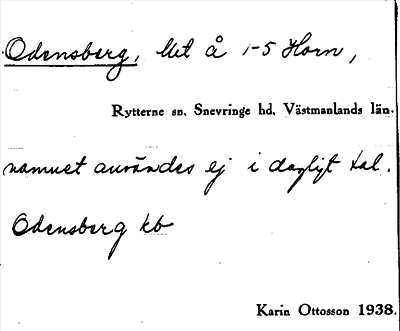 Odensberg, lht å 1-5 Horn,
Rytterne sn. Snevringe hd. Västmanlands län.
namnet användes ej i dagligt tal.
Odensberg kb
Karin Ottosson 1938.